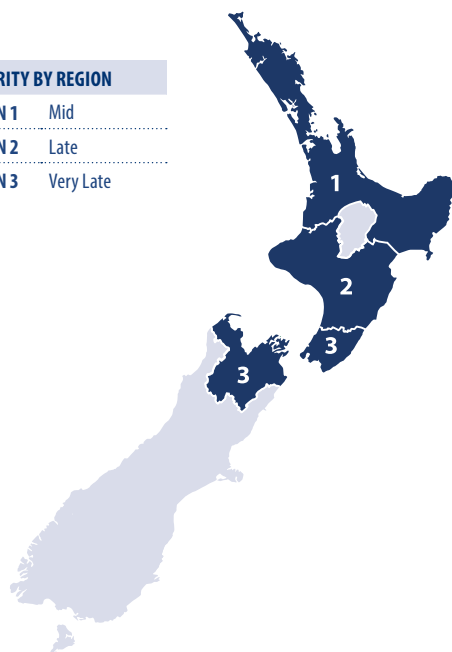 RITY BY REGION
N 1 Mid
N 2 Late
N 3 Very Late
1
2
3
3